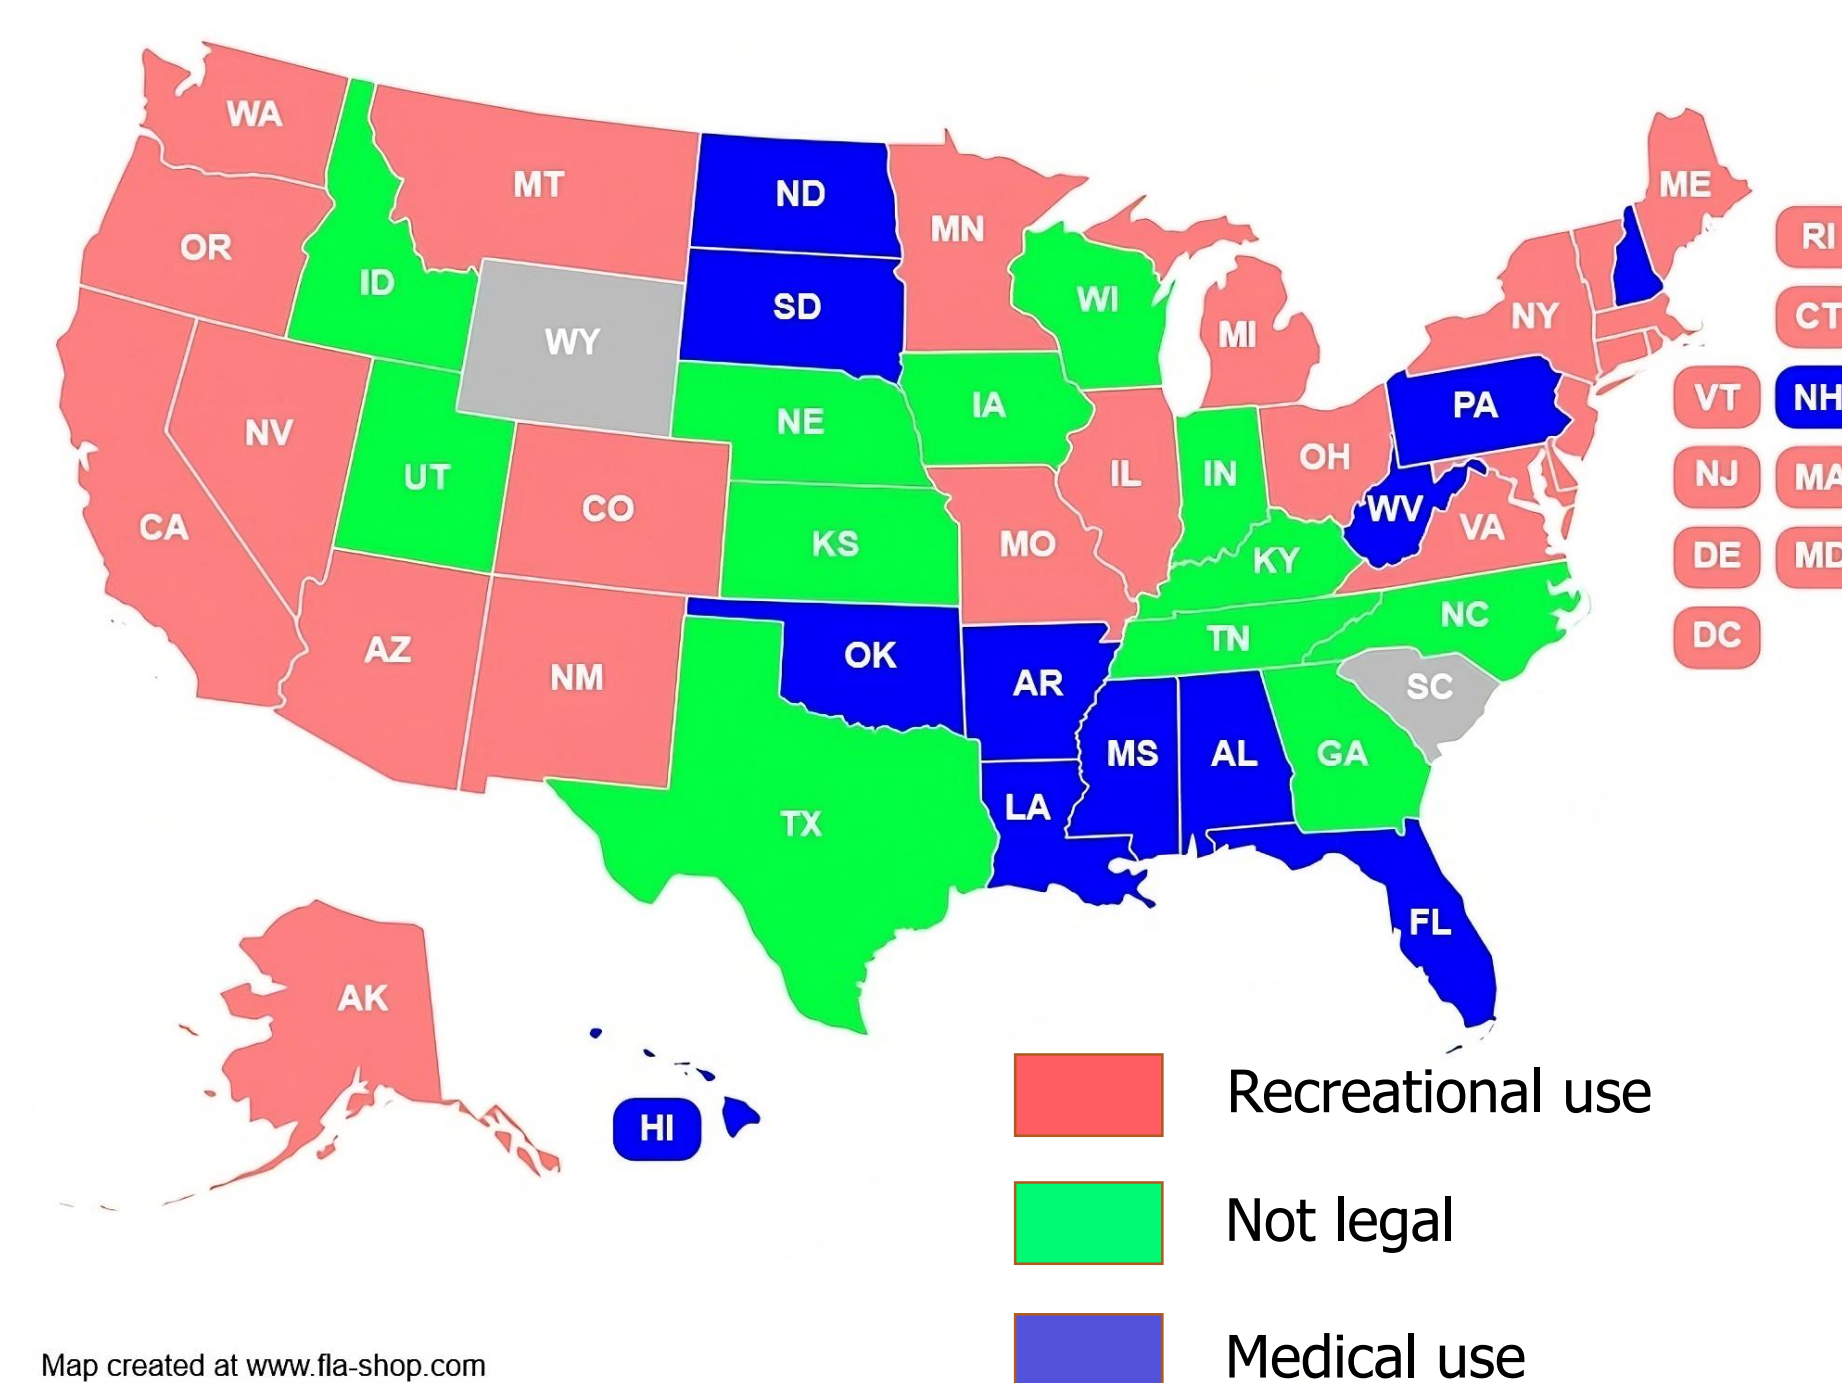 WA
MT
ND
MN
ME
OR
ID
SD
WI
NY
RI
WY
MI
CT
NV
NE
IA
PA
VT
NH
UT
CO
IL
IN
OH
NJ
MA
CA
KS
MO
WV
VA
KY
DE
MD
AZ
NM
OK
AR
TN
NC
DC
SC
TX
LA
MS
AL
GA
FL
AK
HI
Recreational use
Not legal
Medical use
Map created at www.fla-shop.com